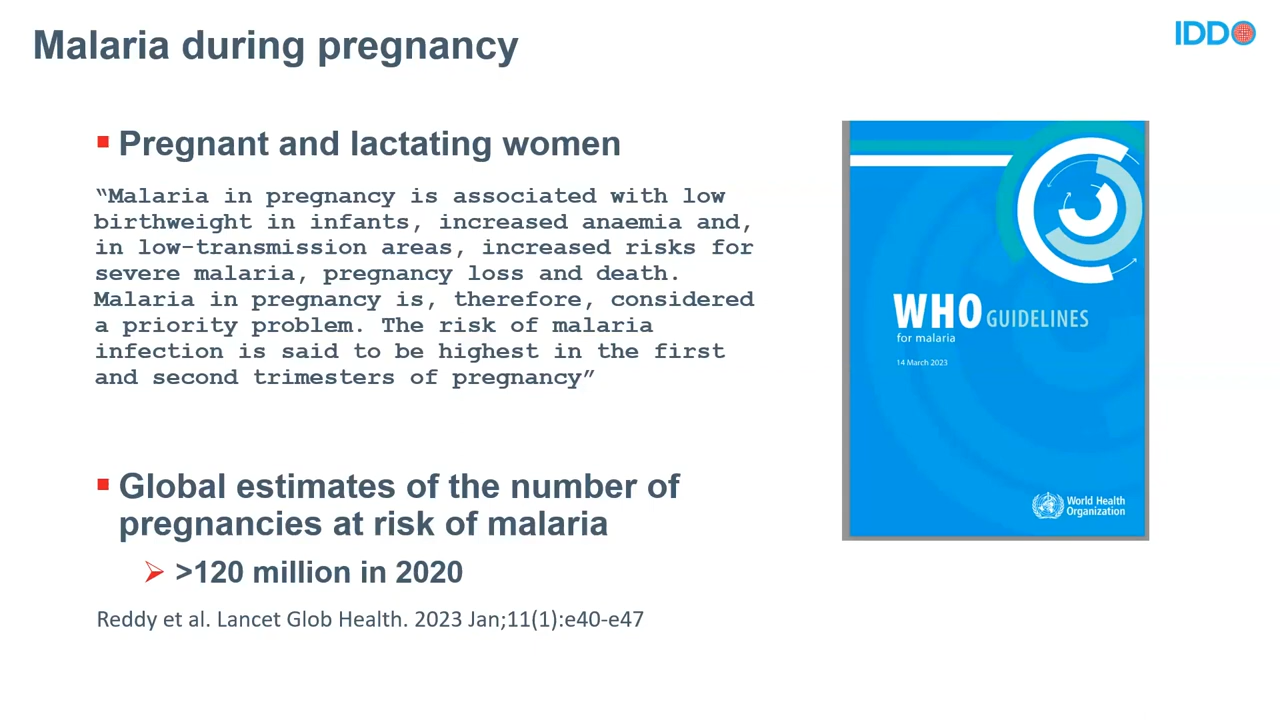 Malaria during pregnancy
IDDO
Pregnant and lactating women
“Malaria in pregnancy is associated with low
birthweight in infants, increased anaemia and,
in low-transmission areas, increased risks for
severe malaria, pregnancy loss and death.
Malaria in pregnancy is, therefore, considered
a priority problem. The risk of malaria
infection is said to be highest in the first
and second trimesters of pregnancy”
Global estimates of the number of
pregnancies at risk of malaria
>120 million in 2020
Reddy et al. Lancet Glob Health. 2023 Jan;11(1):e40-e47
WHO GUIDELINES
for malaria
14 March 2023
World Health
Organization